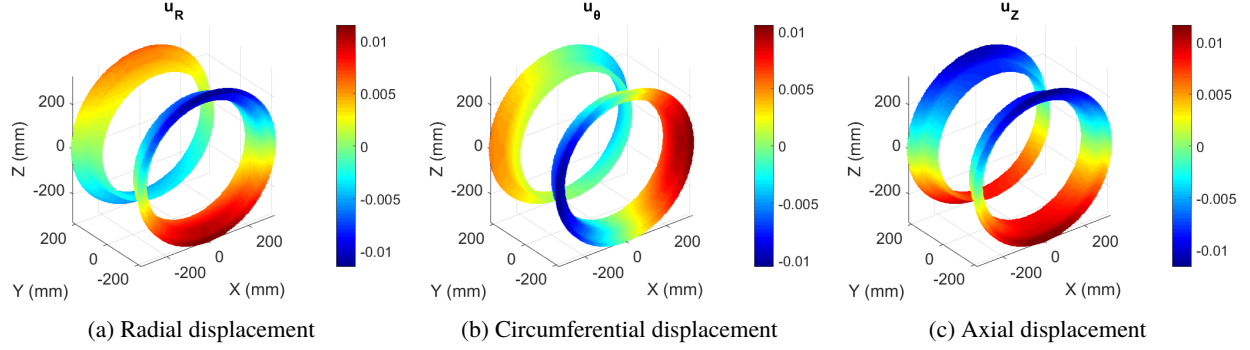 u_R
0.01
0.005
0
-0.005
-0.01
200
0
-200
Z (mm)
200
0
-200
Y (mm)
-200
0
200
X (mm)
(a) Radial displacement
u_θ
0.01
0.005
0
-0.005
-0.01
200
0
-200
Z (mm)
200
0
-200
Y (mm)
-200
0
200
X (mm)
(b) Circumferential displacement
u_Z
0.01
0.005
0
-0.005
-0.01
200
0
-200
Z (mm)
200
0
-200
Y (mm)
-200
0
200
X (mm)
(c) Axial displacement